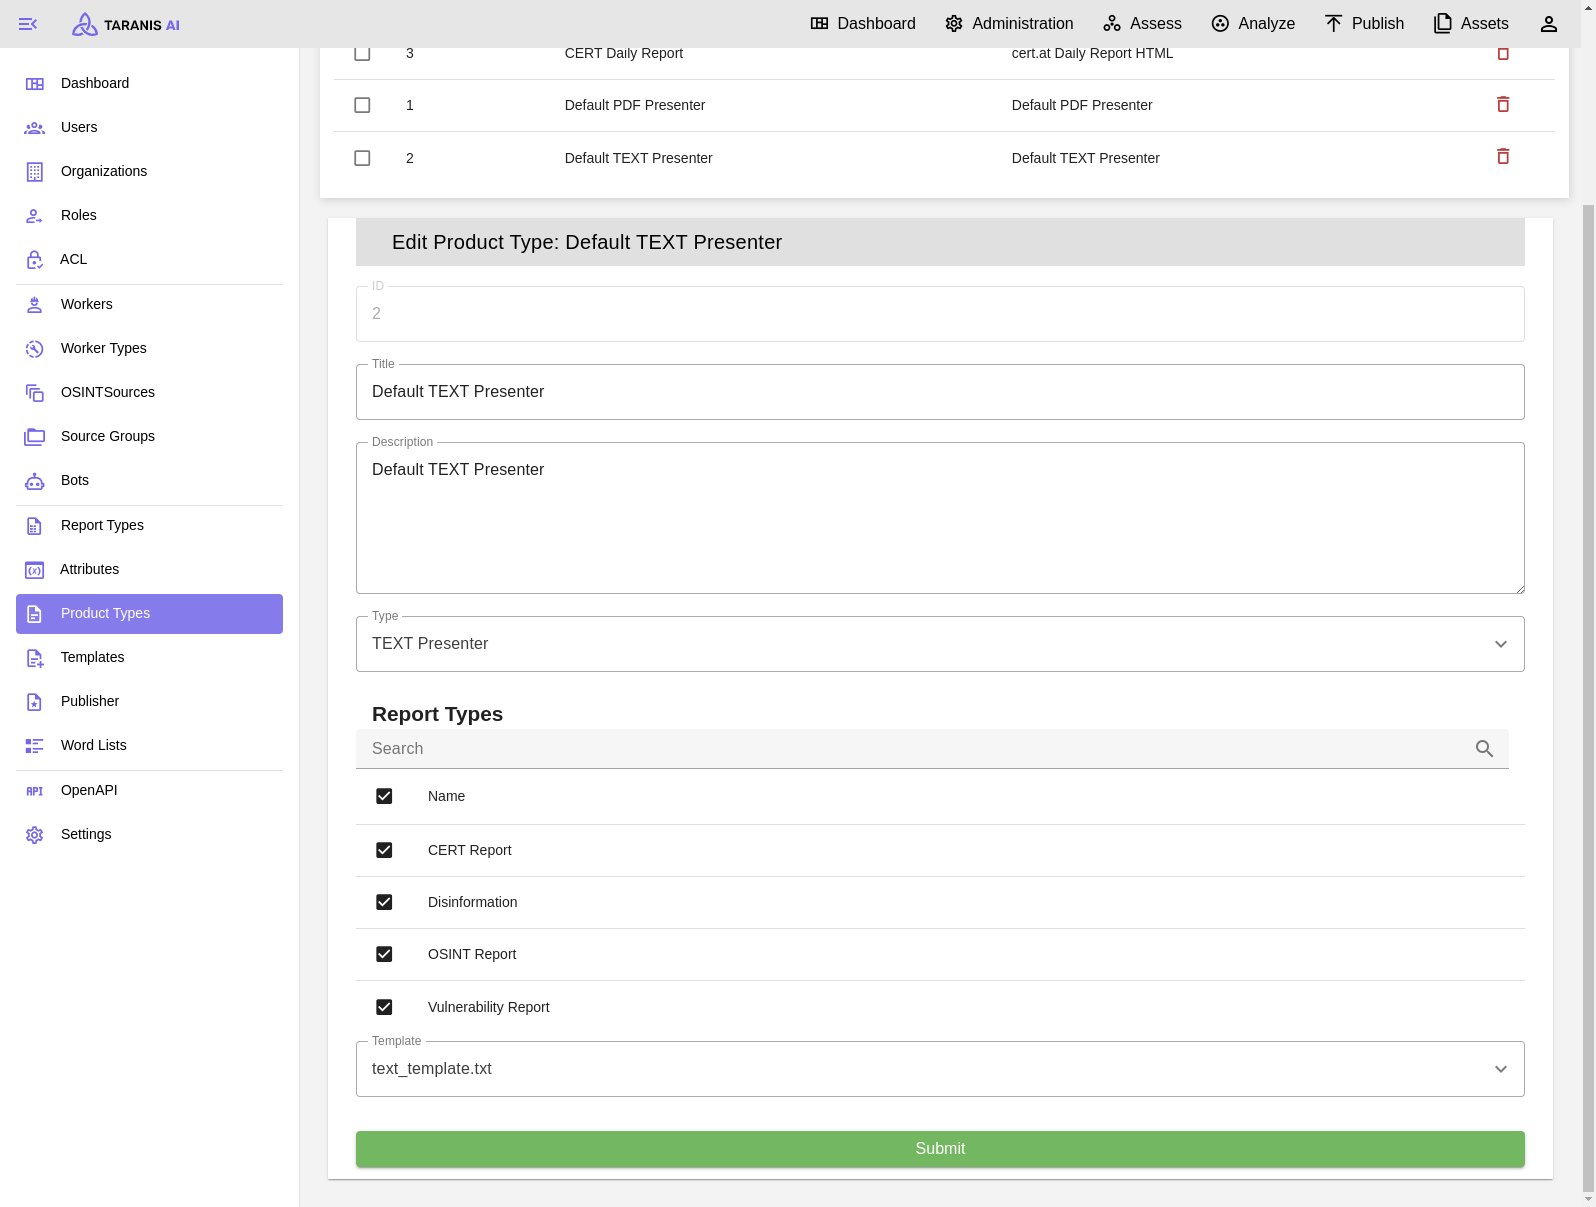 TARANIS AI
Dashboard
Administration
Assess
Analyze
Publish
Assets
Dashboard
Users
Organizations
Roles
ACL
Workers
Worker Types
OSINTSources
Source Groups
Bots
Report Types
Attributes
Product Types
Templates
Publisher
Word Lists
API OpenAPI
Settings
3 CERT Daily Report cert.at Daily Report HTML
1 Default PDF Presenter Default PDF Presenter
2 Default TEXT Presenter Default TEXT Presenter
Edit Product Type: Default TEXT Presenter
ID
2
Title
Default TEXT Presenter
Description
Default TEXT Presenter
Type
TEXT Presenter
Report Types
Search
Name
CERT Report
Disinformation
OSINT Report
Vulnerability Report
Template
text_template.txt
Submit